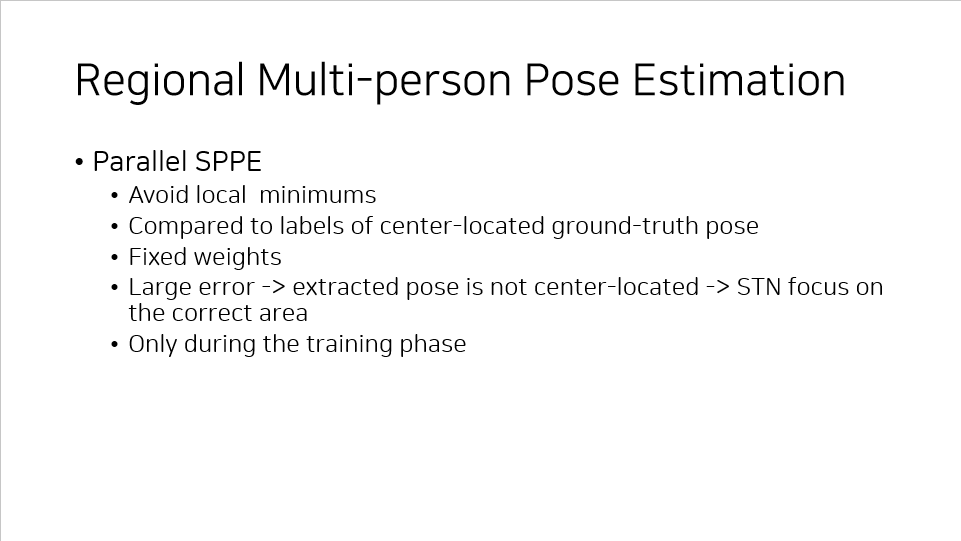 Regional Multi-person Pose Estimation
• Parallel SPPE
• Avoid local  minimums
• Compared to labels of center-located ground-truth pose
• Fixed weights
• Large error -> extracted pose is not center-located -> STN focus on
the correct area
• Only during the training phase